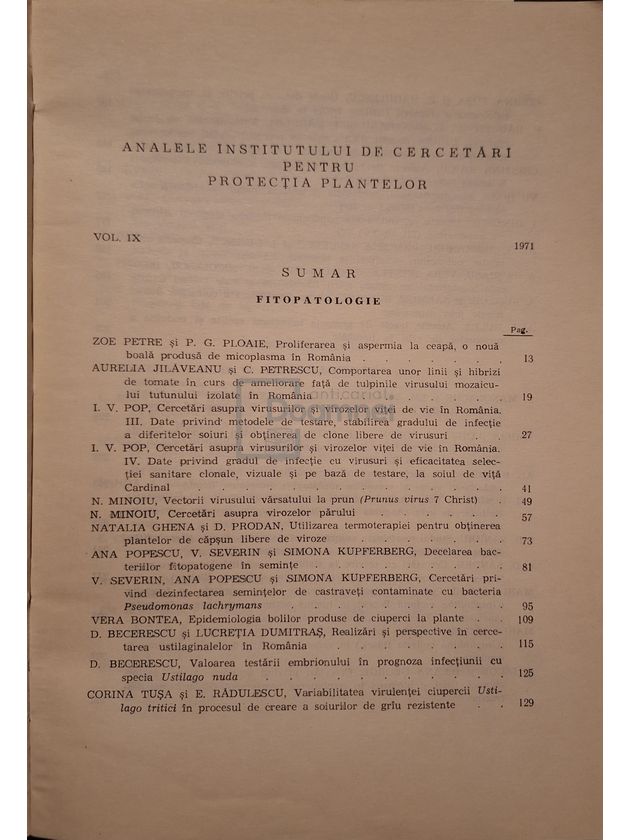 ANALELE INSTITUTULUI DE CERCETĂRI
PENTRU
PROTECȚIA PLANTELOR
VOL. IX
1971
SUMAR
FITOPATOLOGIE
Pag.
ZOE PETRE și P. G. PLOAIE, Proliferarea și aspermia la ceapă, o nouă
boală produsă de micoplasma în România . . . . . . . 13
AURELIA JILĂVEANU și C. PETRESCU, Comportarea unor linii și hibrizi
de tomate în curs de ameliorare față de tulpinile virusului mozaicu-
lui tutunului izolate în România . . . . . . . . . 19
I. V. POP, Cercetări asupra virusurilor și virozelor viței de vie în România.
III. Date privind metodele de testare, stabilirea gradului de infecție
a diferitelor soiuri și obținerea de clone libere de virusuri . . 27
I. V. POP, Cercetări asupra virusurilor și virozelor viței de vie în România.
IV. Date privind gradul de infecție cu virusuri și eficacitatea selec-
ției sanitare clonale, vizuale și pe bază de testare, la soiul de viță
Cardinal . . . . . . . . . . . . 41
N. MINOIU, Vectorii virusului vărsatului la prun (Prunus virus 7 Christ) . 49
N. MINOIU, Cercetări asupra virozelor părului . . . . . . 57
NATALIA GHENA și D. PRODAN, Utilizarea termoterapiei pentru obținerea
plantelor de căpșun libere de viroze . . . . . . . . 73
ANA POPESCU, V. SEVERIN și SIMONA KUPFERBERG, Decelarea bac-
teriilor fitopatogene în semințe . . . . . . . . . 81
V. SEVERIN, ANA POPESCU și SIMONA KUPFERBERG, Cercetări pri-
vind dezinfectarea semințelor de castraveți contaminate cu bacteria
Pseudomonas lachrymans . . . . . . . . . . 95
VERA BONTEA, Epidemiologia bolilor produse de ciuperci la plante . . 109
D. BECERESCU și LUCREȚIA DUMITRAȘ, Realizări și perspective în cerce-
tarea ustilaginalelor în România . . . . . . . . 115
D. BECERESCU, Valoarea testării embrionului în prognoza infecțiunii cu
specia Ustilago nuda . . . . . . . . . . . 125
CORINA TUȘA și E. RĂDULESCU, Variabilitatea virulenței ciupercii Usti-
lago tritici în procesul de creare a soiurilor de grîu rezistente . . 129